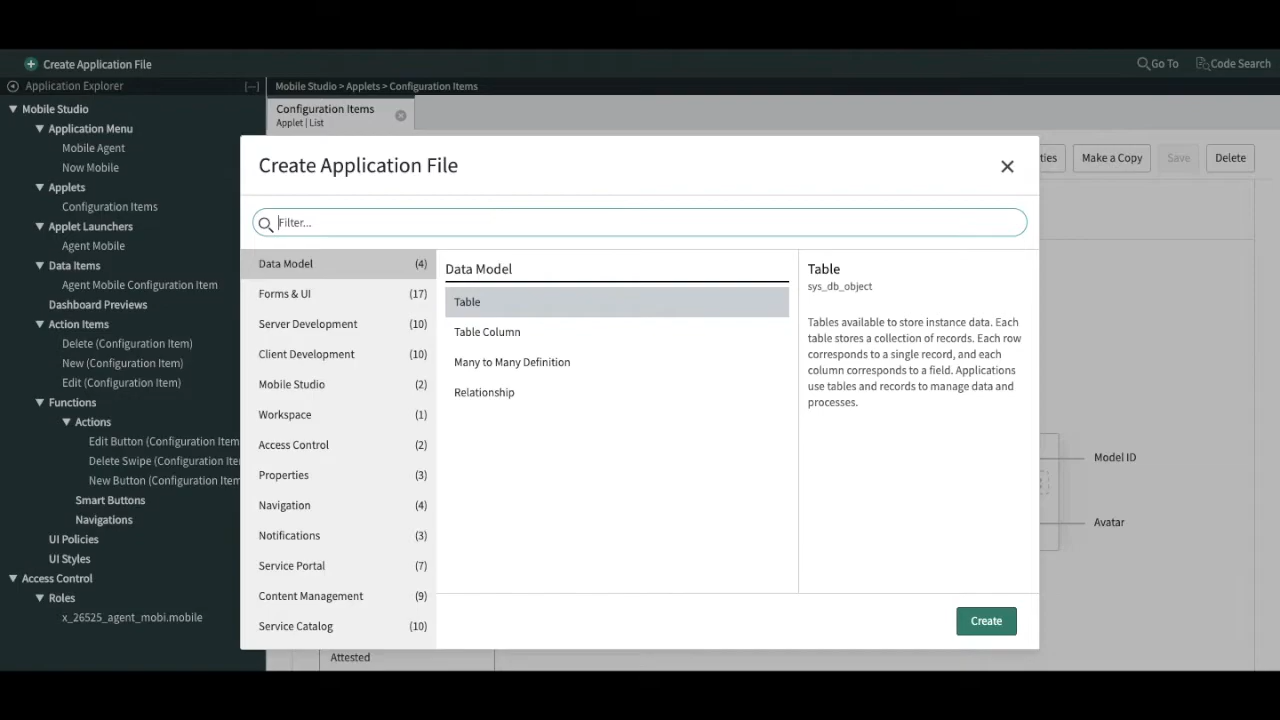 Create Application File
Go To
Code Search
Application Explorer
[—]
Mobile Studio > Applets > Configuration Items
Mobile Studio
Application Menu
Mobile Agent
Now Mobile
Applets
Configuration Items
Applet Launchers
Agent Mobile
Data Items
Agent Mobile Configuration Item
Dashboard Previews
Action Items
Delete (Configuration Item)
New (Configuration Item)
Edit (Configuration Item)
Functions
Actions
Edit Button (Configuration Item
Delete Swipe (Configuration Ite
New Button (Configuration Item
Smart Buttons
Navigations
UI Policies
UI Styles
Access Control
Roles
x_26525_agent_mobi.mobile
Configuration Items
Applet | List
ties
Make a Copy
Save
Delete
Create Application File
Filter...
Data Model (4)
Forms & UI (17)
Server Development (10)
Client Development (10)
Mobile Studio (2)
Workspace (1)
Access Control (2)
Properties (3)
Navigation (4)
Notifications (3)
Service Portal (7)
Content Management (9)
Service Catalog (10)
Data Model
Table
Table Column
Many to Many Definition
Relationship
Table
sys_db_object
Tables available to store instance data. Each
table stores a collection of records. Each row
corresponds to a single record, and each
column corresponds to a field. Applications
use tables and records to manage data and
processes.
Create
Model ID
Avatar
Attested